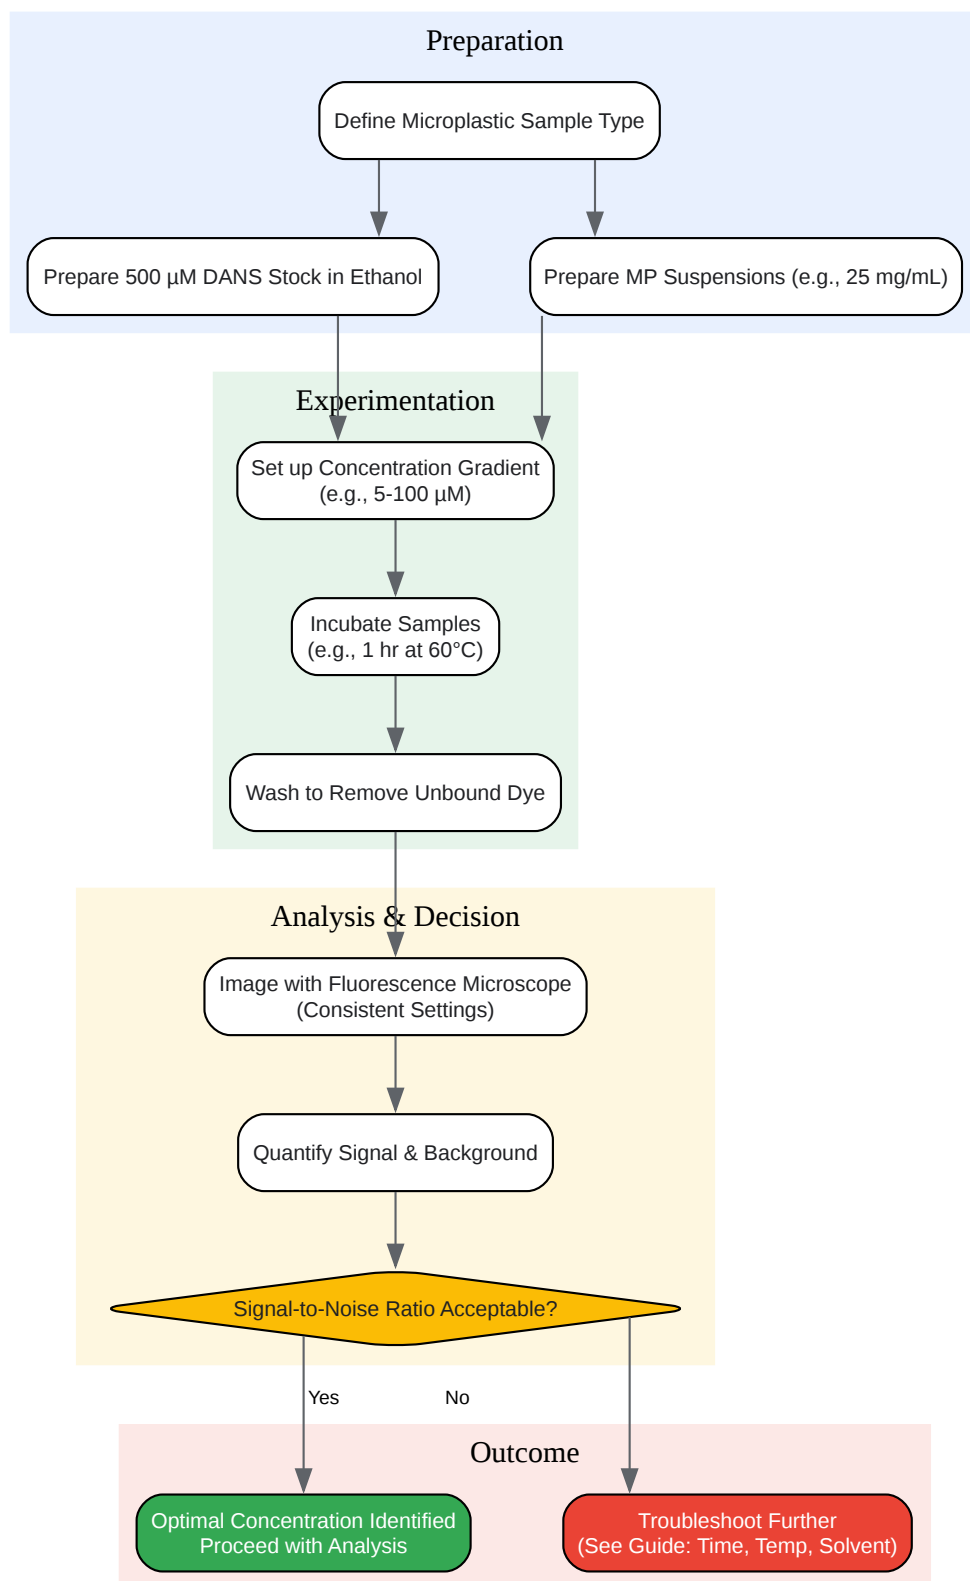 Preparation
Define Microplastic Sample Type
Prepare 500 µM DANS Stock in Ethanol
Prepare MP Suspensions (e.g., 25 mg/mL)
Experimentation
Set up Concentration Gradient
(e.g., 5-100 µM)
Incubate Samples
(e.g., 1 hr at 60°C)
Wash to Remove Unbound Dye
Analysis & Decision
Image with Fluorescence Microscope
(Consistent Settings)
Quantify Signal & Background
Signal-to-Noise Ratio Acceptable?
Yes
No
Outcome
Optimal Concentration Identified
Proceed with Analysis
Troubleshoot Further
(See Guide: Time, Temp, Solvent)